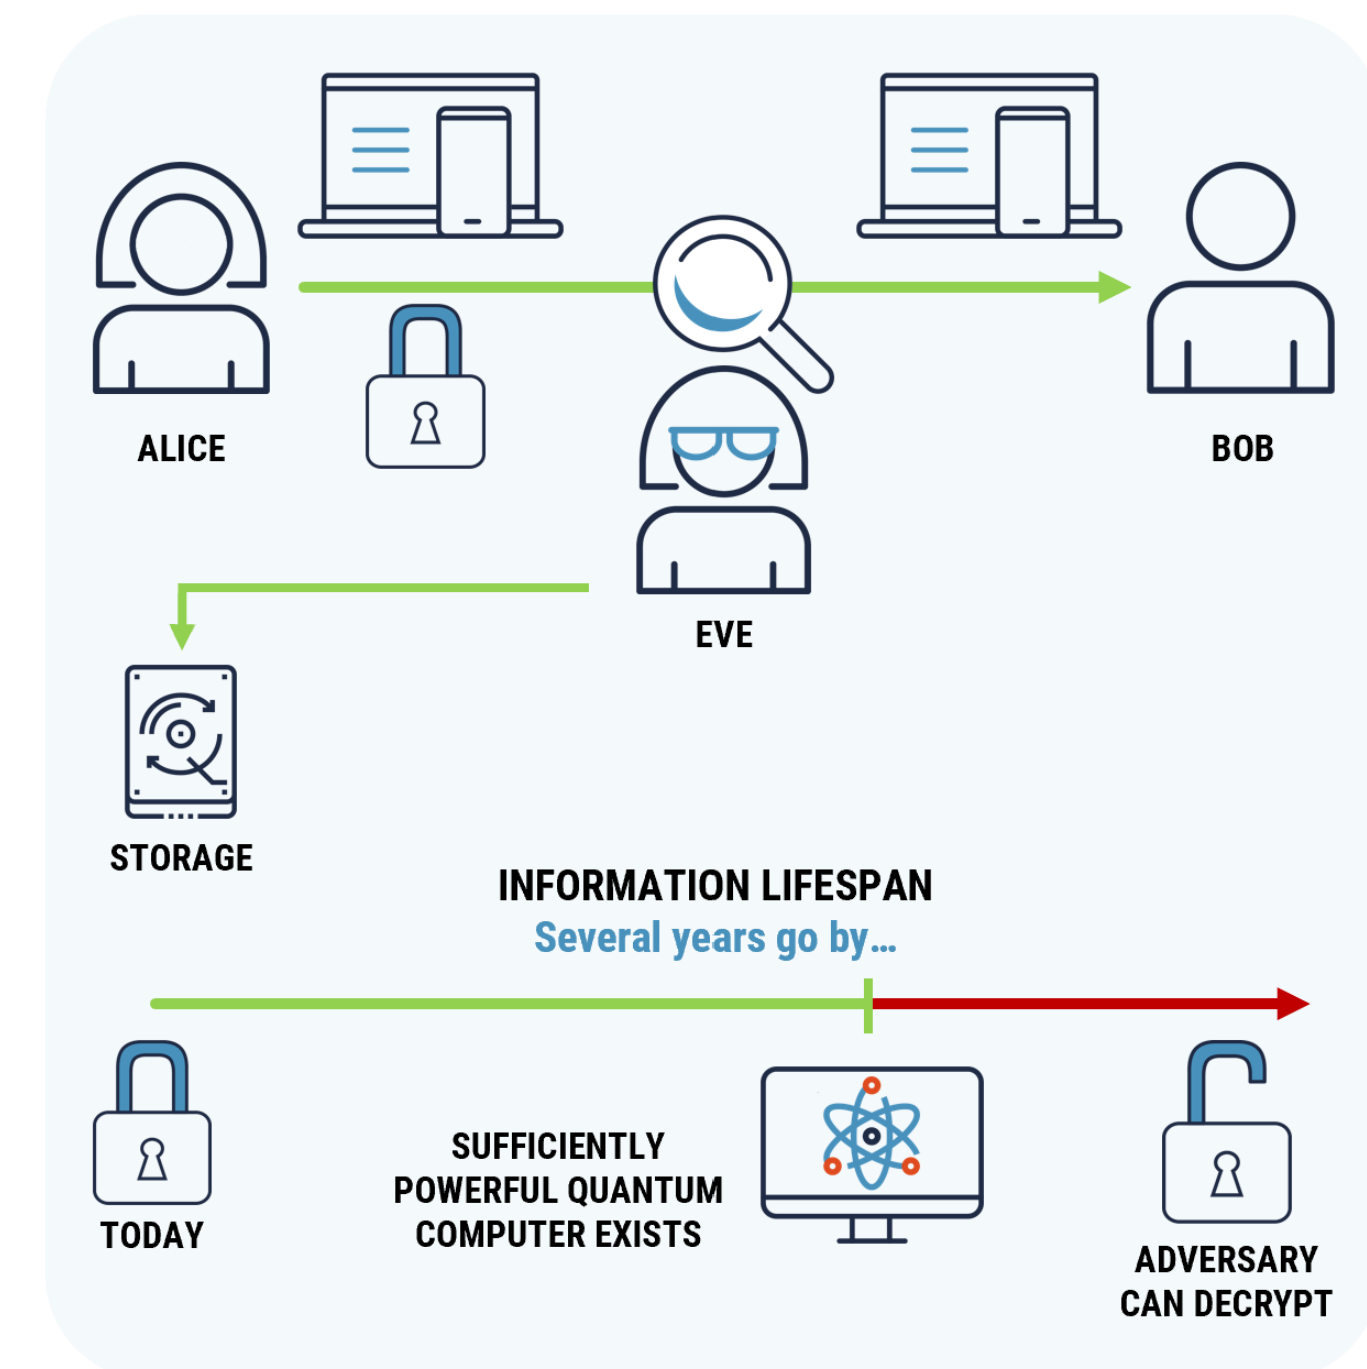 ALICE
BOB
EVE
STORAGE
INFORMATION LIFESPAN
Several years go by...
TODAY
SUFFICIENTLY
POWERFUL QUANTUM
COMPUTER EXISTS
ADVERSARY
CAN DECRYPT